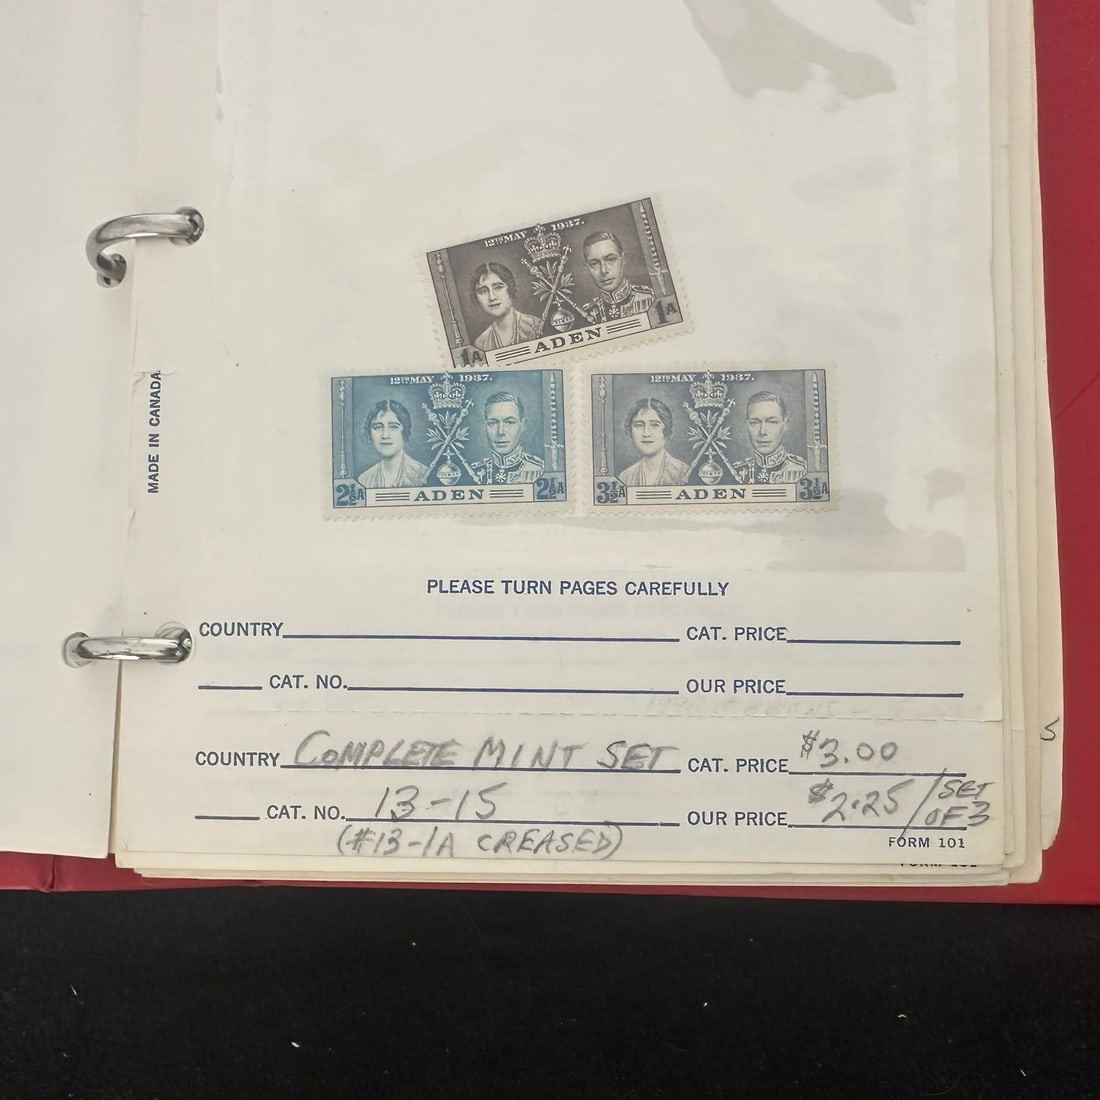 12TH MAY 1937.
1A ADEN 1A
12TH MAY 1937.
2½A ADEN 2½A
12TH MAY 1937.
3½A ADEN 3½A
MADE IN CANADA
PLEASE TURN PAGES CAREFULLY
COUNTRY CAT. PRICE
CAT. NO. OUR PRICE
COUNTRY COMPLETE MINT SET CAT. PRICE $3.00
CAT. NO. 13-15 OUR PRICE $2.25/SET OF 3
(#13-1A CREASED)
FORM 101
S